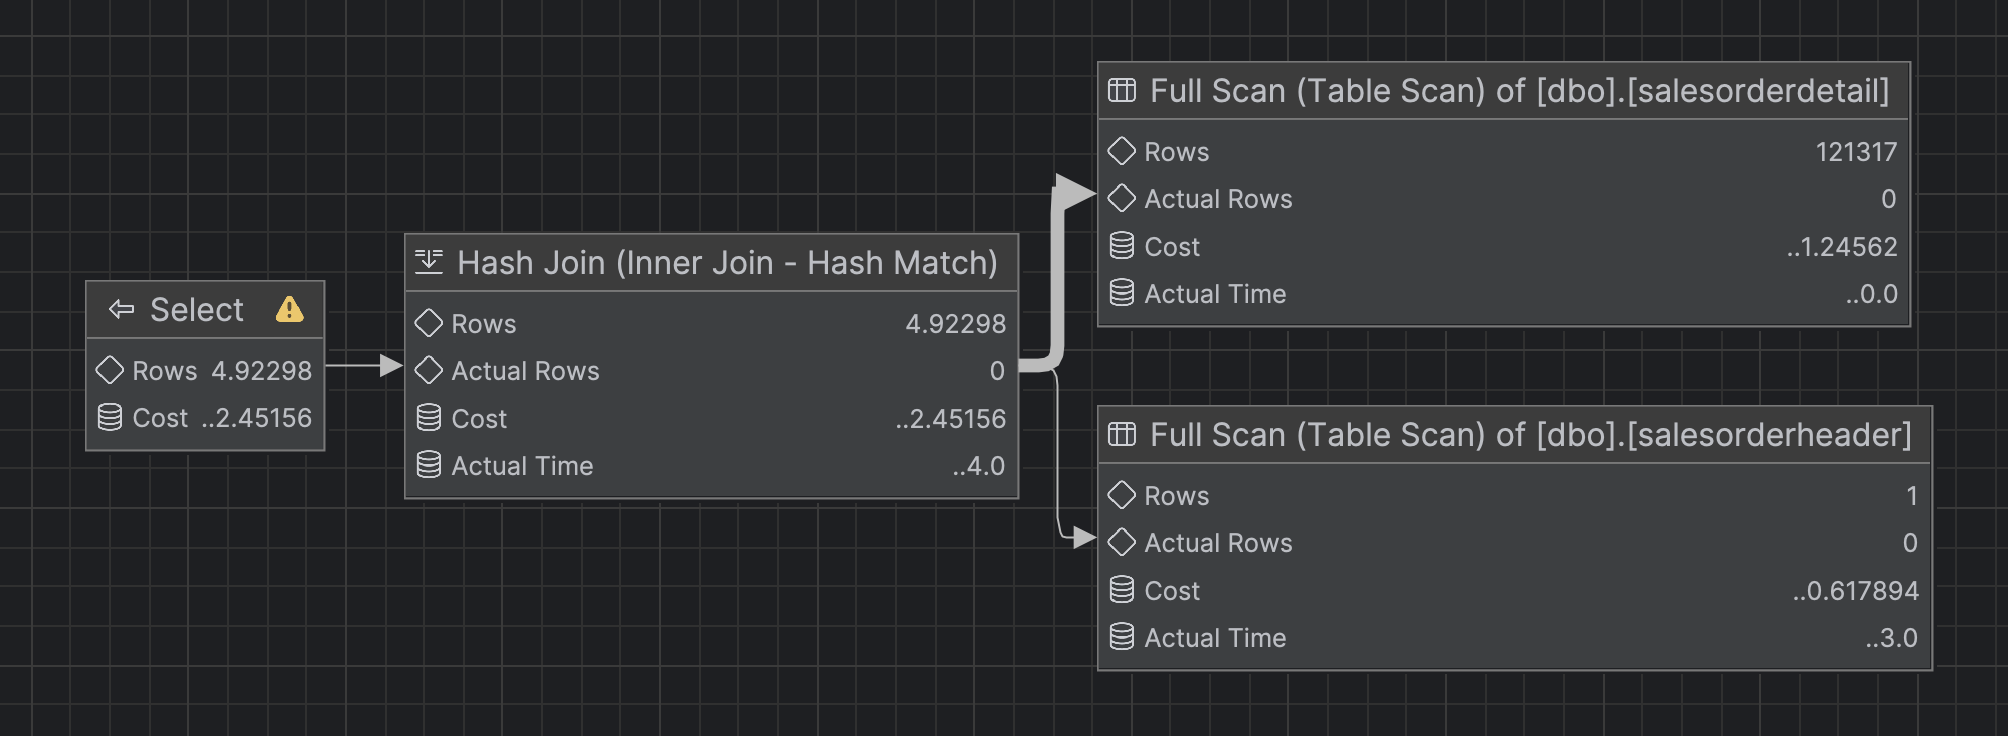 Select
Rows 4.92298
Cost ..2.45156
Hash Join (Inner Join - Hash Match)
Rows 4.92298
Actual Rows 0
Cost ..2.45156
Actual Time ..4.0
Full Scan (Table Scan) of [dbo].[salesorderdetail]
Rows 121317
Actual Rows 0
Cost ..1.24562
Actual Time ..0.0
Full Scan (Table Scan) of [dbo].[salesorderheader]
Rows 1
Actual Rows 0
Cost ..0.617894
Actual Time ..3.0